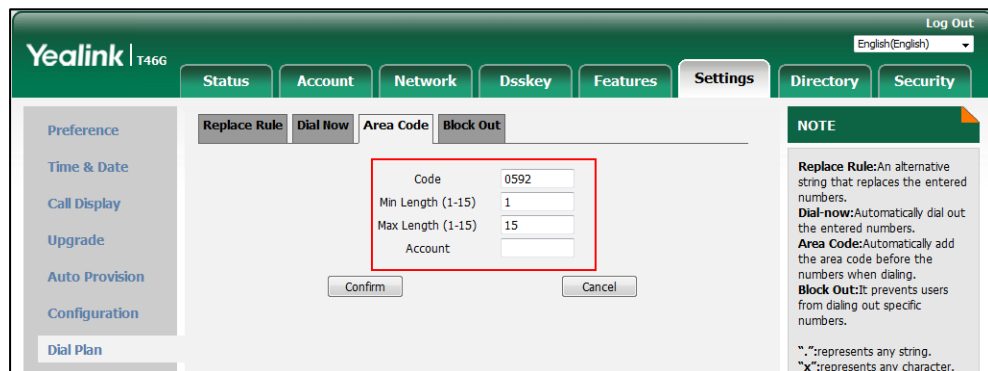 Log Out
Yealink | T46G
English(English)
Status Account Network Dsskey Features Settings Directory Security
Preference
Time & Date
Call Display
Upgrade
Auto Provision
Configuration
Dial Plan
Replace Rule Dial Now Area Code Block Out
Code 0592
Min Length (1-15) 1
Max Length (1-15) 15
Account
Confirm Cancel
NOTE
Replace Rule:An alternative
string that replaces the entered
numbers.
Dial-now:Automatically dial out
the entered numbers.
Area Code:Automatically add
the area code before the
numbers when dialing.
Block Out:It prevents users
from dialing out specific
numbers.
".":represents any string.
"x":represents any character.